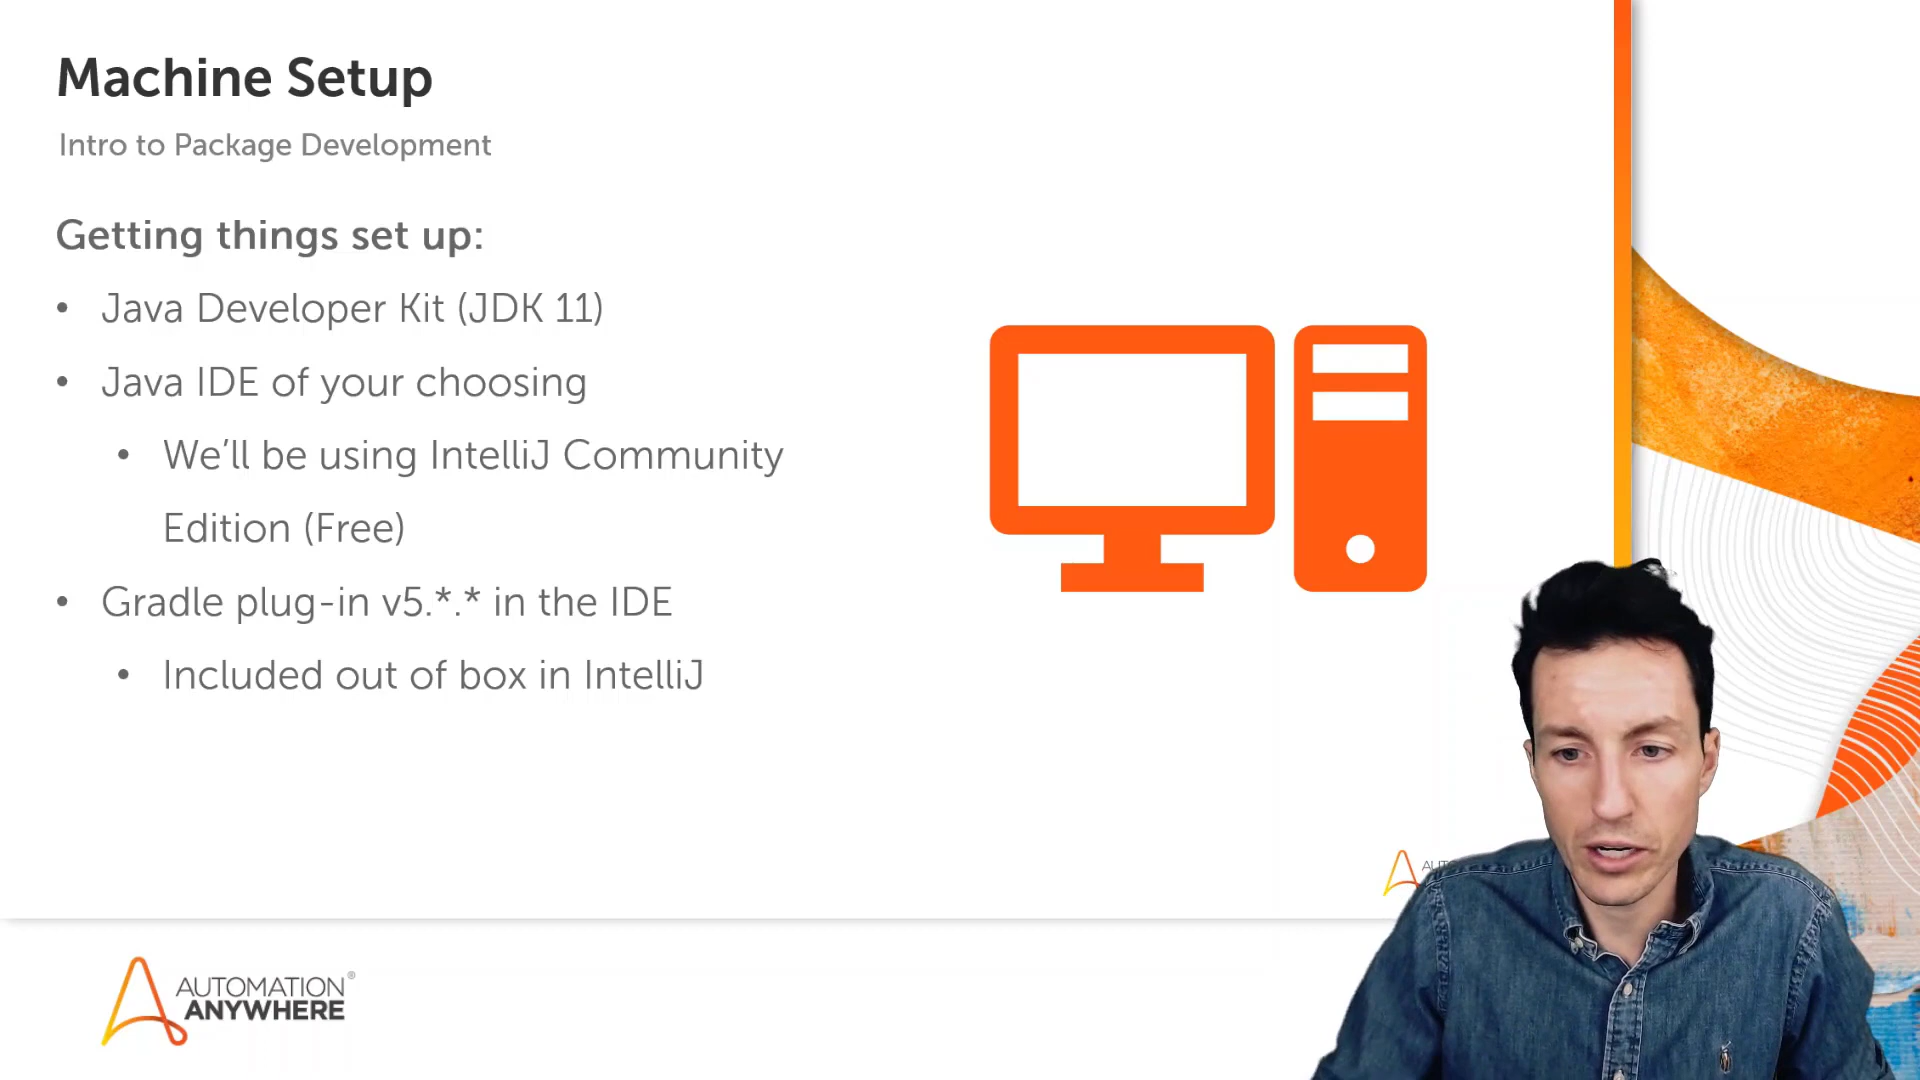 Machine Setup
Intro to Package Development
Getting things set up:
• Java Developer Kit (JDK 11)
• Java IDE of your choosing
• We’ll be using IntelliJ Community
Edition (Free)
• Gradle plug-in v5.*.* in the IDE
• Included out of box in IntelliJ
AUTOMATION®
ANYWHERE